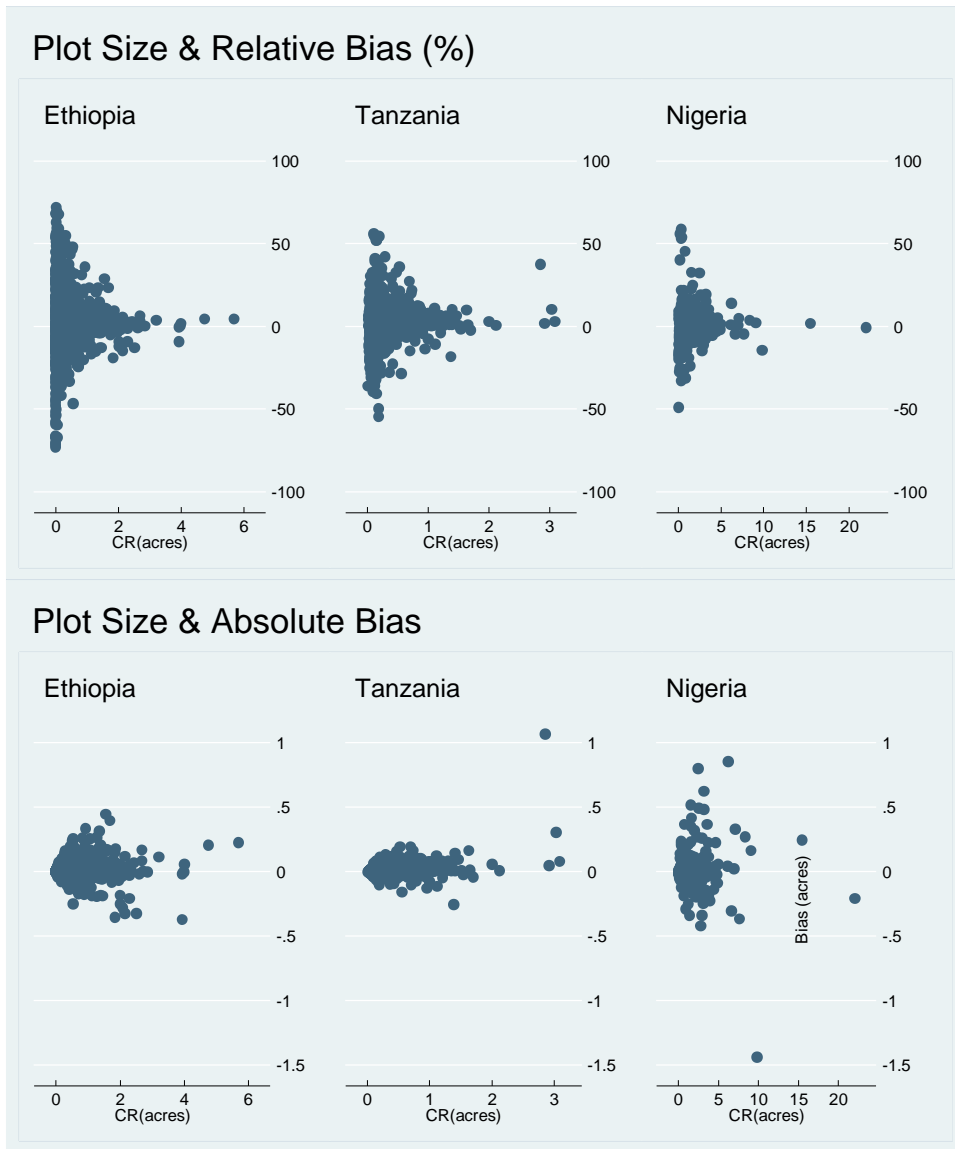 Plot Size & Relative Bias (%)
Ethiopia
100
50
0
-50
-100
0 2 4 6
CR(acres)
Tanzania
100
50
0
-50
-100
0 1 2 3
CR(acres)
Nigeria
100
50
0
-50
-100
0 5 10 15 20
CR(acres)
Plot Size & Absolute Bias
Ethiopia
1
.5
0
-.5
-1
-1.5
0 2 4 6
CR(acres)
Tanzania
1
.5
0
-.5
-1
-1.5
0 1 2 3
CR(acres)
Nigeria
1
.5
0
-.5
-1
-1.5
Bias (acres)
0 5 10 15 20
CR(acres)